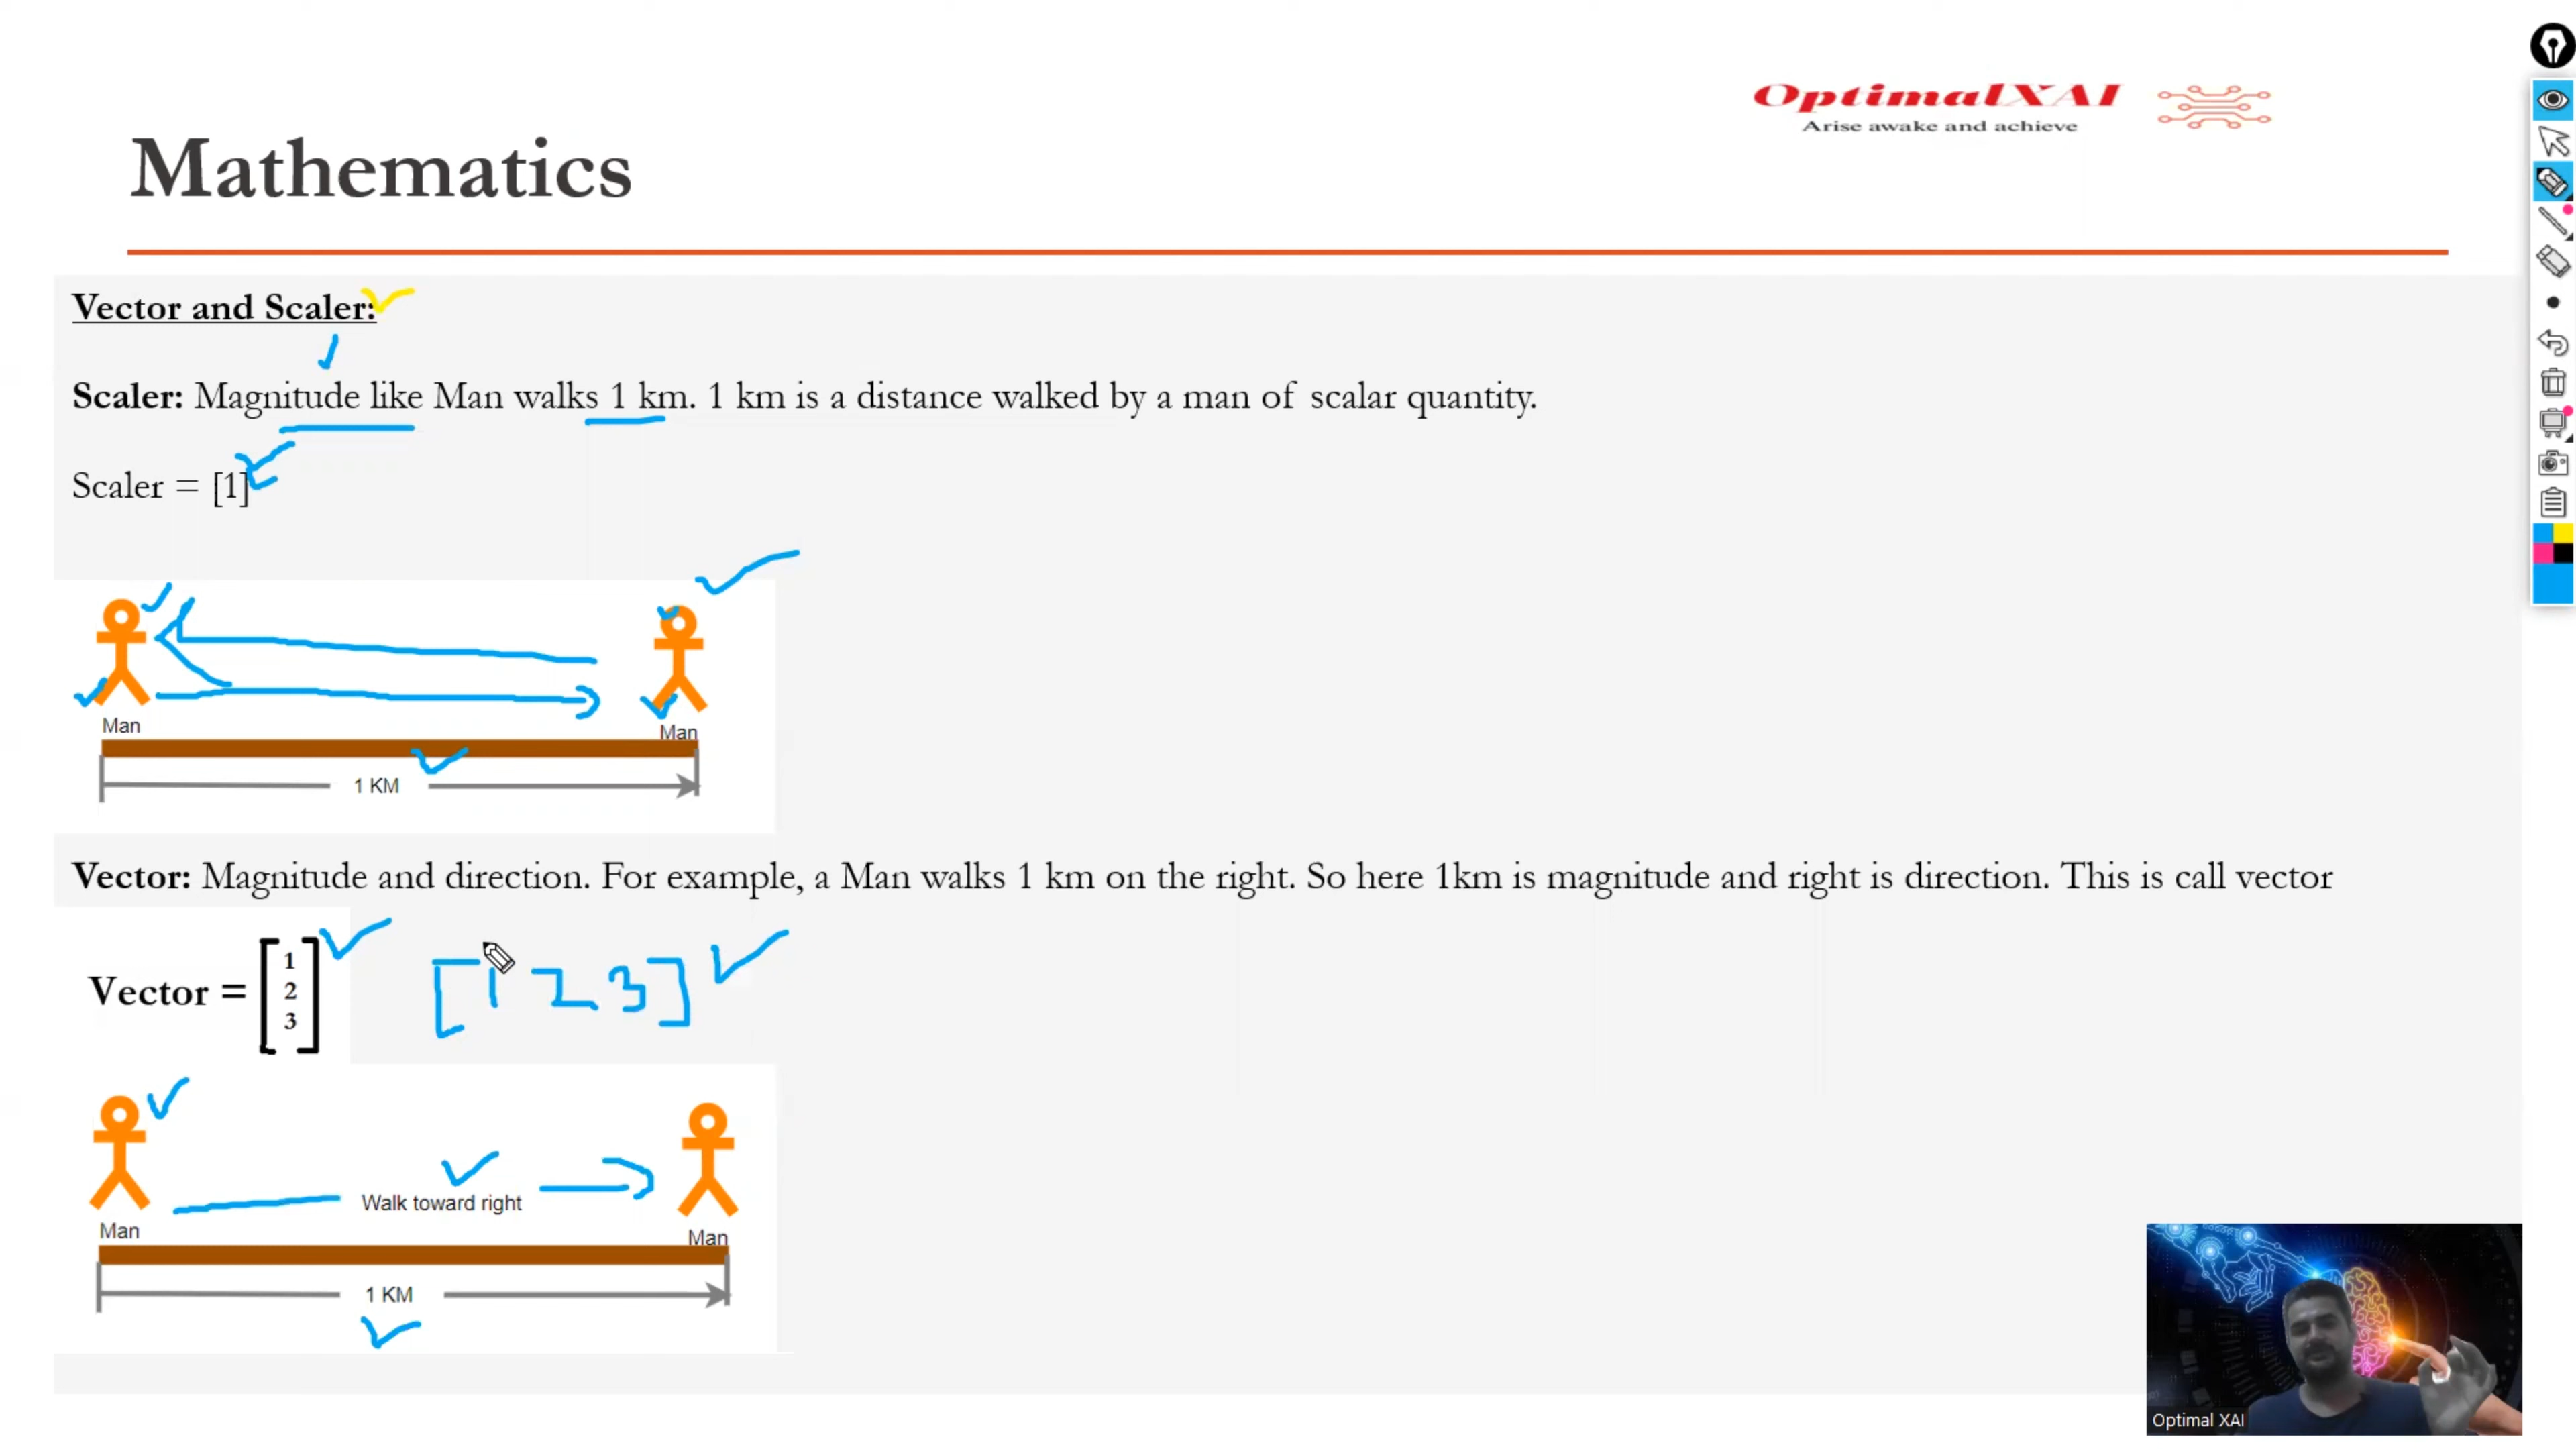 OptimalXAI
Arise awake and achieve
Mathematics
Vector and Scaler:
Scaler: Magnitude like Man walks 1 km. 1 km is a distance walked by a man of scalar quantity.
Scaler = [1]
Man
Man
1 KM
Vector: Magnitude and direction. For example, a Man walks 1 km on the right. So here 1km is magnitude and right is direction. This is call vector
Vector =
1
2
3
[1 2 3]
Walk toward right
Man
Man
1 KM
Optimal XAI